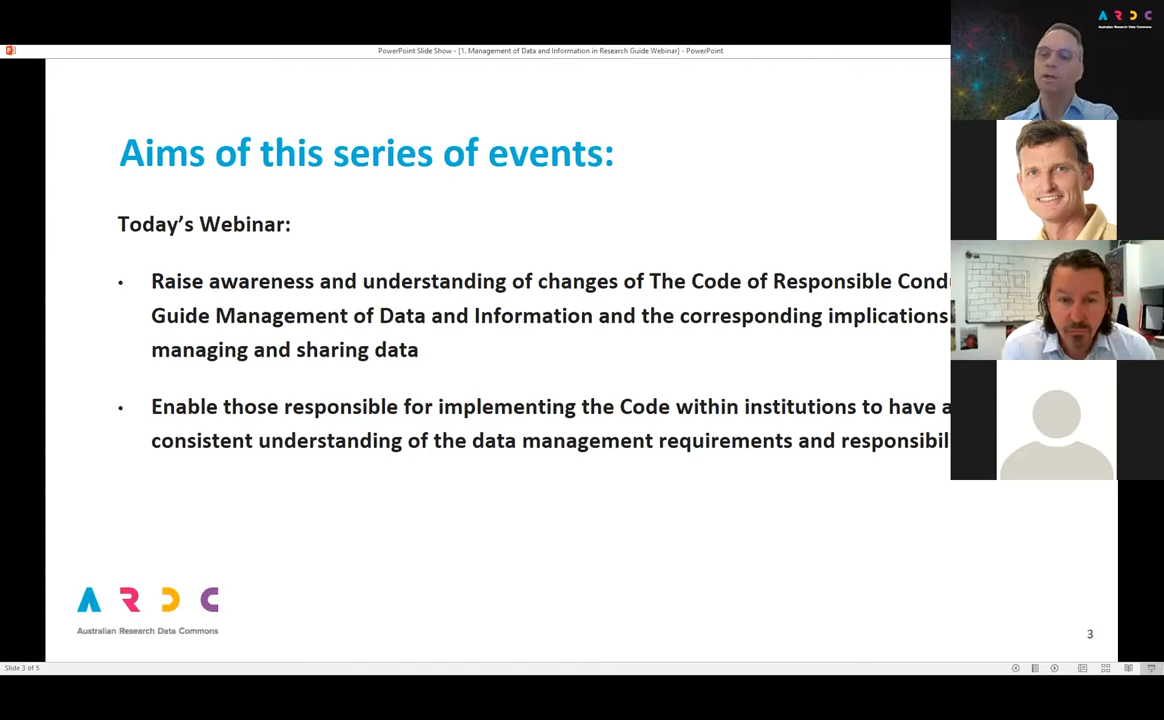 PowerPoint Slide Show - [1. Management of Data and Information in Research Guide Webinar] - PowerPoint
A R D C
Australian Research Data Commons
Aims of this series of events:
Today's Webinar:
• Raise awareness and understanding of changes of The Code of Responsible Cond
Guide Management of Data and Information and the corresponding implications
managing and sharing data
• Enable those responsible for implementing the Code within institutions to have a
consistent understanding of the data management requirements and responsibil
A R D C
Australian Research Data Commons
3
Slide 3 of 5